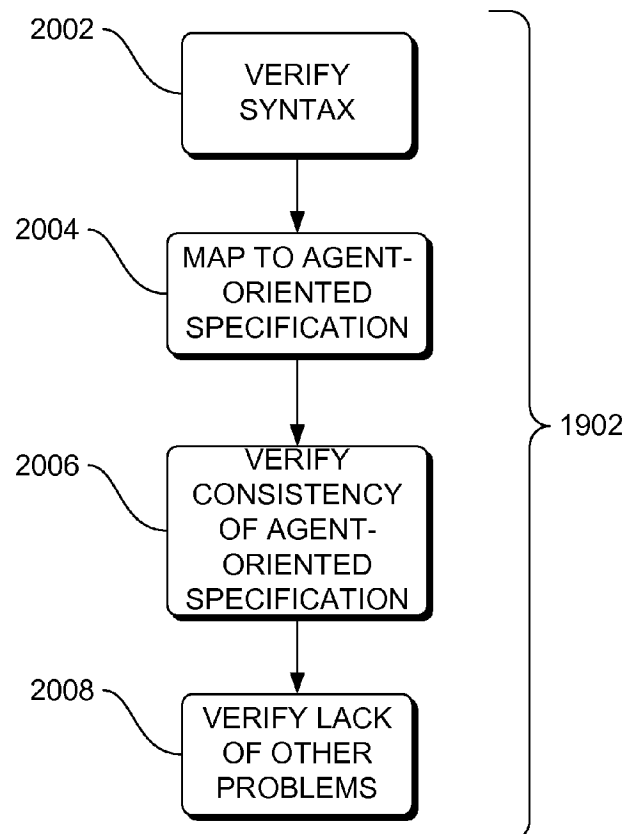 2002
VERIFY
SYNTAX
2004
MAP TO AGENT-
ORIENTED
SPECIFICATION
2006
VERIFY
CONSISTENCY
OF AGENT-
ORIENTED
SPECIFICATION
1902
2008
VERIFY LACK
OF OTHER
PROBLEMS